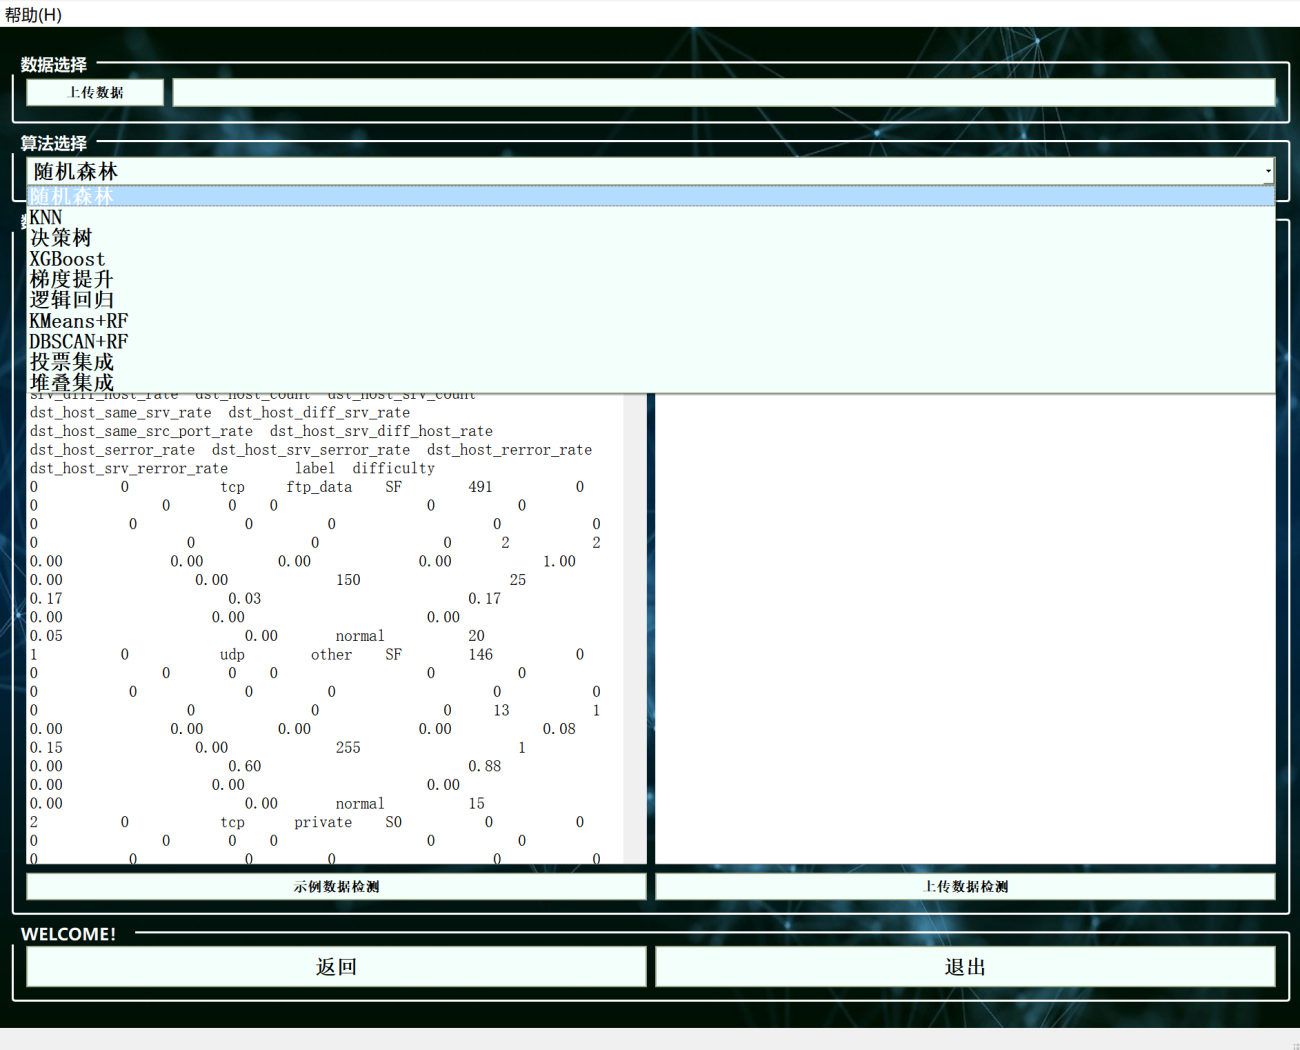 帮助(H)
数据选择
上传数据
算法选择
随机森林
随机森林
KNN
决策树
XGBoost
梯度提升
逻辑回归
KMeans+RF
DBSCAN+RF
投票集成
堆叠集成
srv_diff_host_rate dst_host_count dst_host_srv_count
dst_host_same_srv_rate dst_host_diff_srv_rate
dst_host_same_src_port_rate dst_host_srv_diff_host_rate
dst_host_serror_rate dst_host_srv_serror_rate dst_host_rerror_rate
dst_host_srv_rerror_rate label difficulty
0 0 tcp ftp_data SF 491 0
0 0 0 0 0 0
0 0 0 0 0 0
0 0 0 0 2 2
0.00 0.00 0.00 0.00 1.00
0.00 0.00 150 25
0.17 0.03 0.17
0.00 0.00 0.00
0.05 0.00 normal 20
1 0 udp other SF 146 0
0 0 0 0 0 0
0 0 0 0 0 0
0 0 0 0 13 1
0.00 0.00 0.00 0.00 0.08
0.15 0.00 255 1
0.00 0.60 0.88
0.00 0.00 0.00
0.00 0.00 normal 15
2 0 tcp private S0 0 0
0 0 0 0 0 0
0 0 0 0 0 0
示例数据检测
上传数据检测
WELCOME!
返回
退出